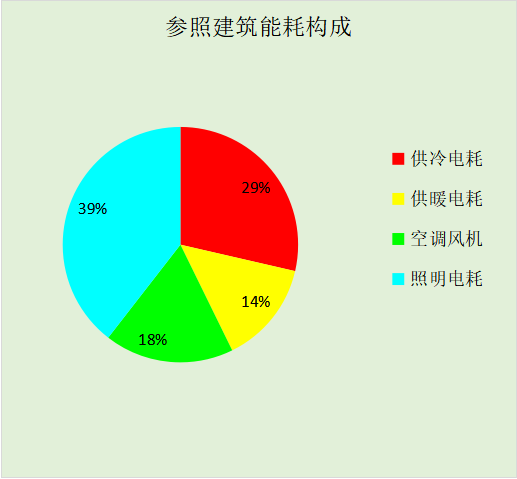 参照建筑能耗构成
29%
14%
18%
39%
供冷电耗
供暖电耗
空调风机
照明电耗